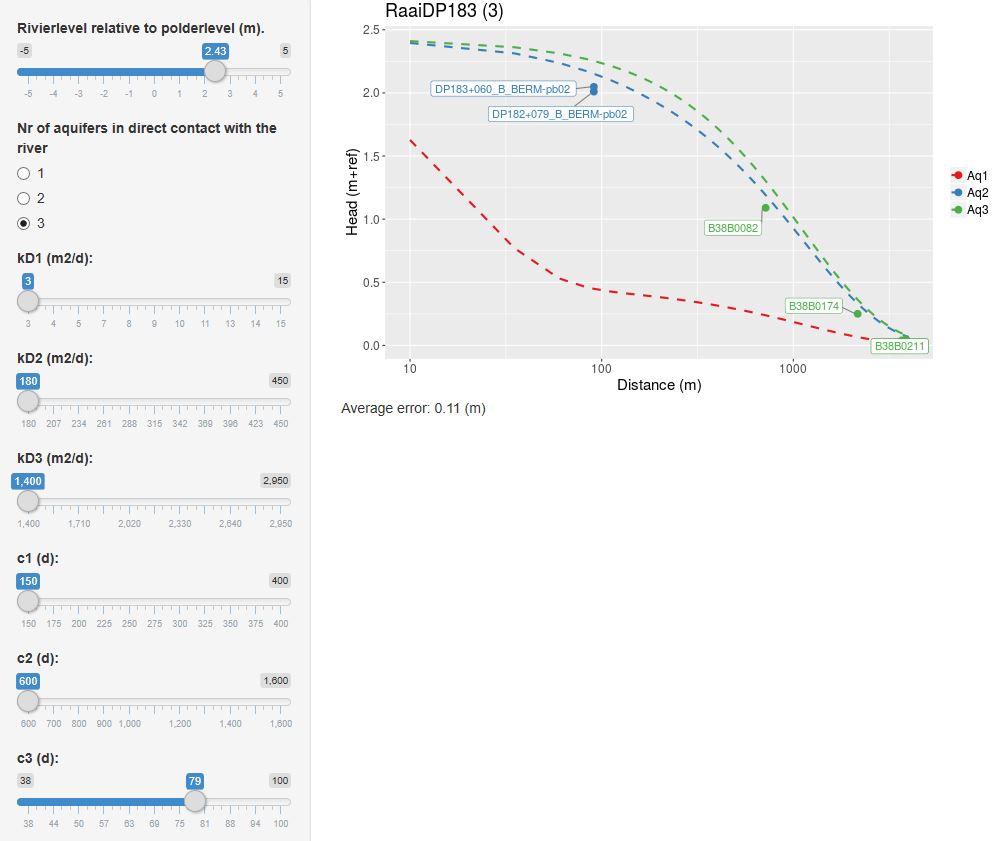 Rivierlevel relative to polderlevel (m).
-5 2.43 5
-5 -4 -3 -2 -1 0 1 2 3 4 5
Nr of aquifers in direct contact with the
river
1
2
3
kD1 (m2/d):
3 15
3 4 5 7 8 9 10 11 13 14 15
kD2 (m2/d):
180 450
180 207 234 261 288 315 342 369 396 423 450
kD3 (m2/d):
1,400 2,950
1,400 1,710 2,020 2,330 2,640 2,950
c1 (d):
150 400
150 175 200 225 250 275 300 325 350 375 400
c2 (d):
600 1,600
600 700 800 900 1,000 1,200 1,400 1,600
c3 (d):
38 79 100
38 44 50 57 63 69 75 81 88 94 100
RaaiDP183 (3)
2.5
2.0
1.5
1.0
0.5
0.0
Head (m+ref)
DP183+060_B_BERM-pb02
DP182+079_B_BERM-pb02
B38B0082
B38B0174
B38B0211
10 100 1000
Distance (m)
Aq1
Aq2
Aq3
Average error: 0.11 (m)